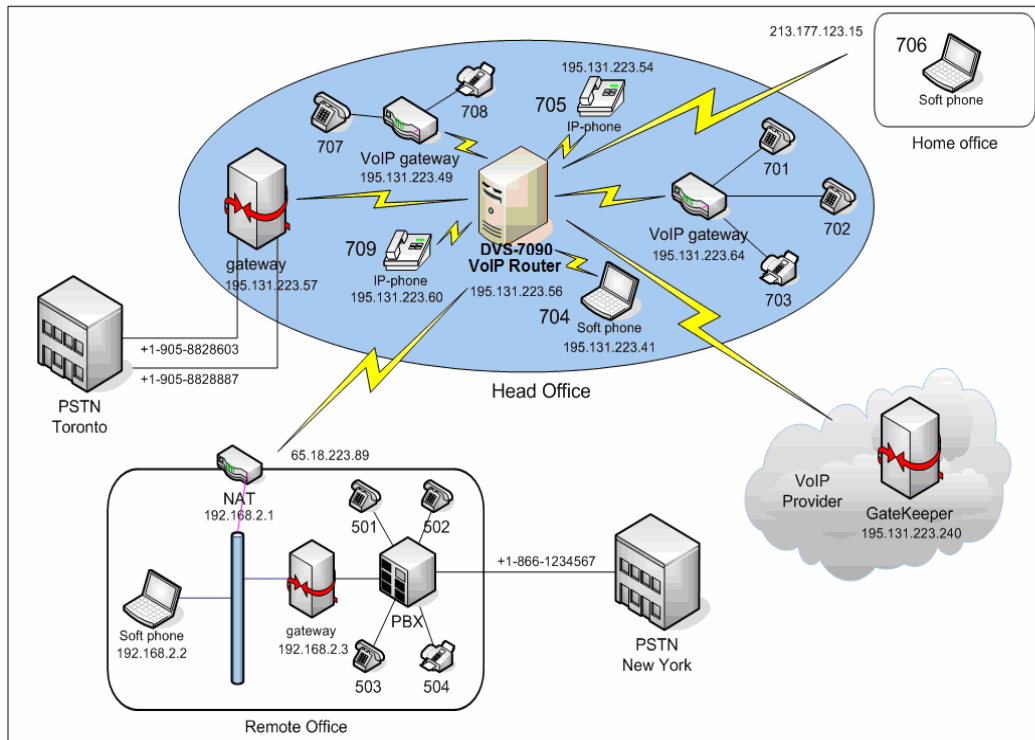 213.177.123.15
706
Soft phone
Home office
195.131.223.54
705
IP-phone
708
707
VoIP gateway
195.131.223.49
701
702
VoIP gateway
195.131.223.64
703
gateway
195.131.223.57
709
IP-phone
195.131.223.60
DVS-7090
VoIP Router
195.131.223.56
704
Soft phone
195.131.223.41
Head Office
+1-905-8828603
+1-905-8828887
PSTN
Toronto
65.18.223.89
NAT
192.168.2.1
501
502
Soft phone
192.168.2.2
gateway
192.168.2.3
PBX
503
504
Remote Office
+1-866-1234567
PSTN
New York
VoIP
Provider
GateKeeper
195.131.223.240